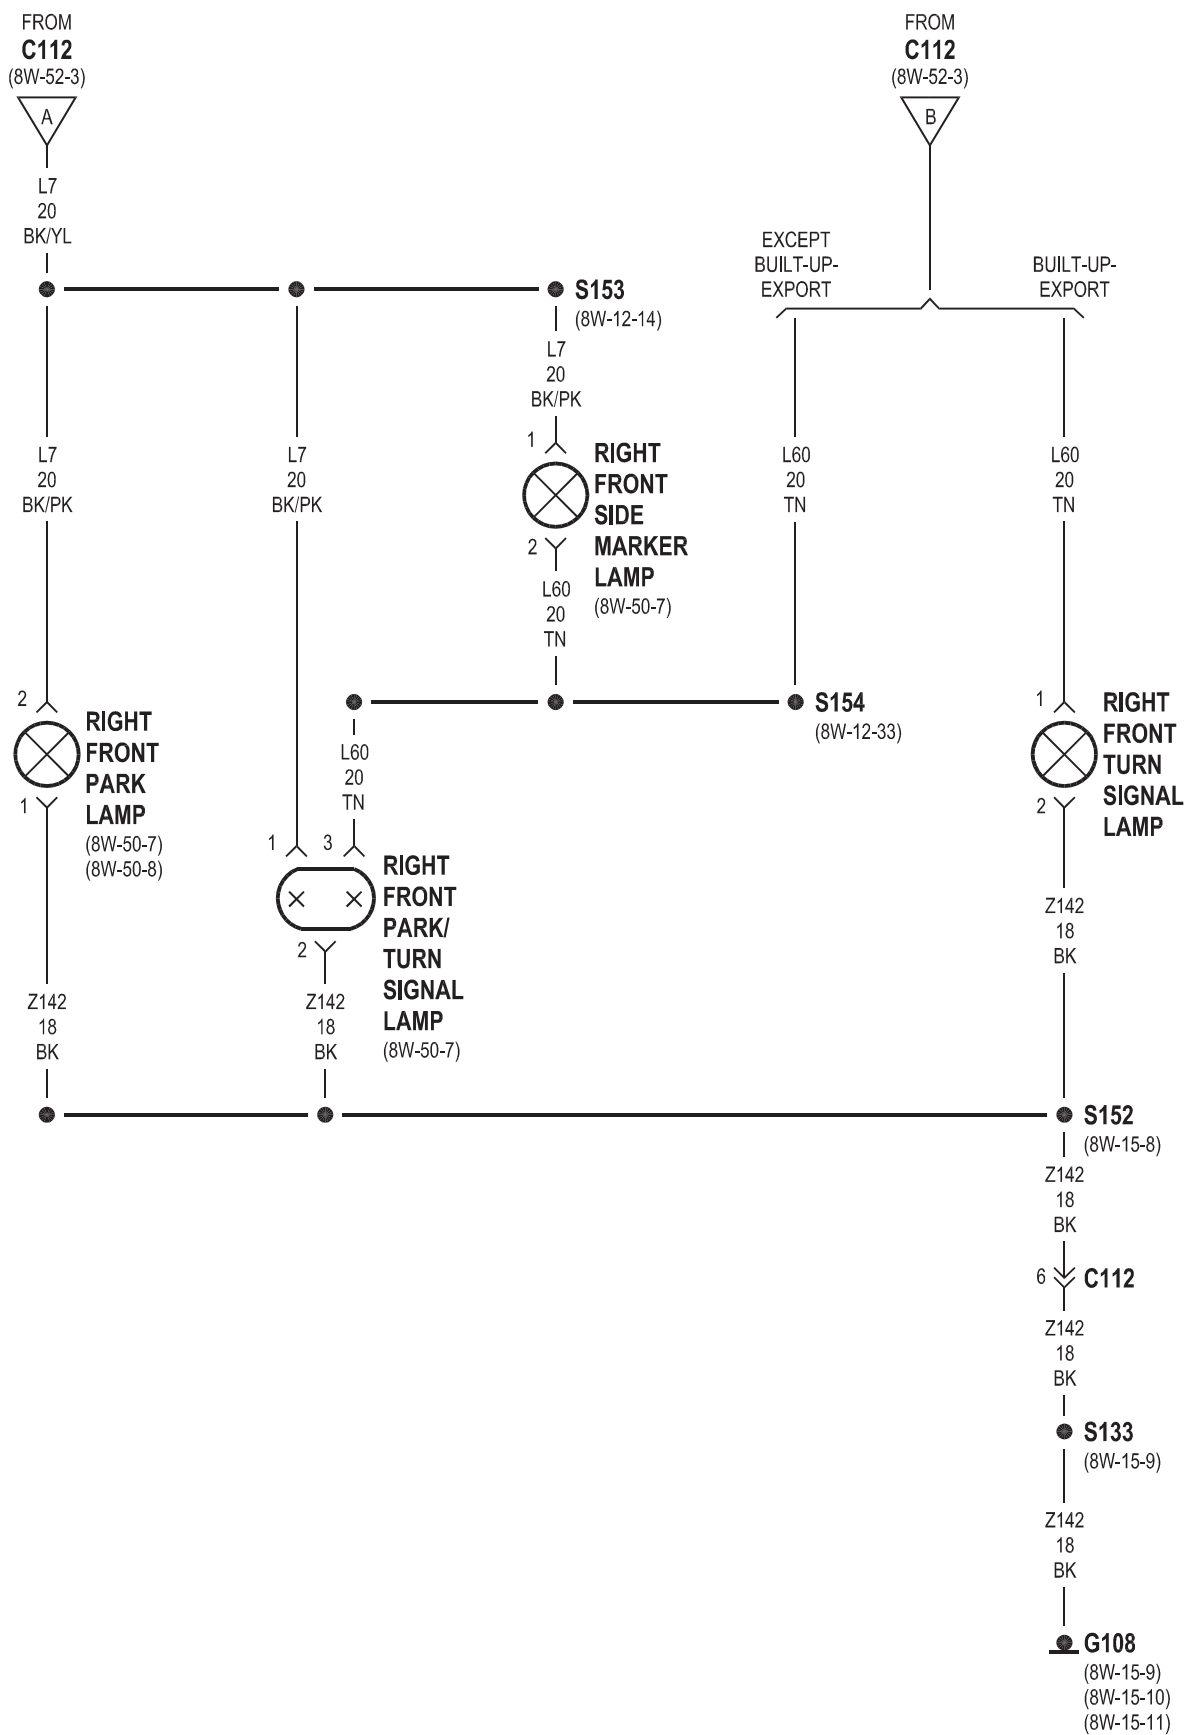 FROM
C112
(8W-52-3)
A
L7
20
BK/YL
FROM
C112
(8W-52-3)
B
EXCEPT
BUILT-UP-
EXPORT
BUILT-UP-
EXPORT
S153
(8W-12-14)
L7
20
BK/PK
L7
20
BK/PK
L7
20
BK/PK
1
RIGHT
FRONT
SIDE
MARKER
LAMP
(8W-50-7)
2
L60
20
TN
L60
20
TN
L60
20
TN
S154
(8W-12-33)
2
RIGHT
FRONT
PARK
LAMP
(8W-50-7)
(8W-50-8)
1
L60
20
TN
1
3
RIGHT
FRONT
PARK/
TURN
SIGNAL
LAMP
(8W-50-7)
2
1
RIGHT
FRONT
TURN
SIGNAL
LAMP
2
Z142
18
BK
Z142
18
BK
Z142
18
BK
S152
(8W-15-8)
Z142
18
BK
6
C112
Z142
18
BK
S133
(8W-15-9)
Z142
18
BK
G108
(8W-15-9)
(8W-15-10)
(8W-15-11)